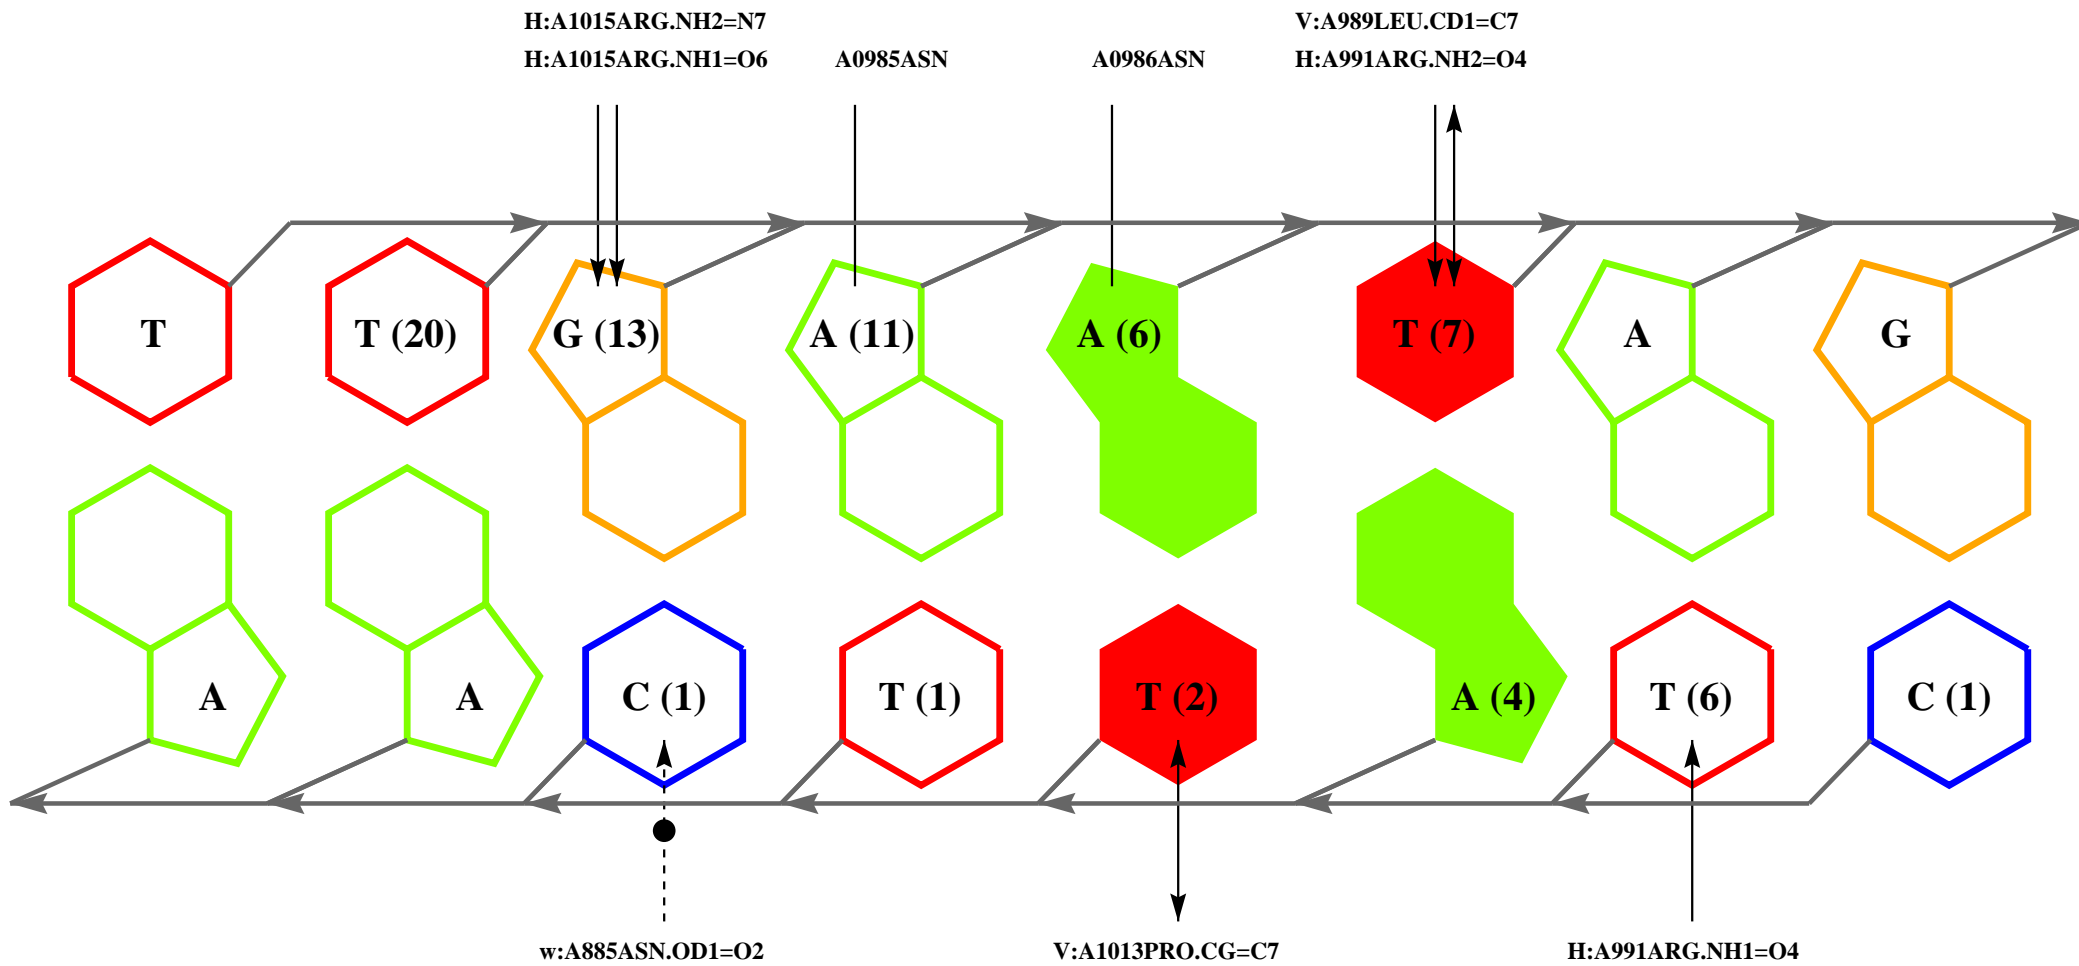 H:A1015ARG.NH2=N7
V:A989LEU.CD1=C7
H:A1015ARG.NH1=O6
A0985ASN
A0986ASN
H:A991ARG.NH2=O4
T
T (20)
G (13)
A (11)
A (6)
T (7)
A
G
A
A
C (1)
T (1)
T (2)
A (4)
T (6)
C (1)
w:A885ASN.OD1=O2
V:A1013PRO.CG=C7
H:A991ARG.NH1=O4